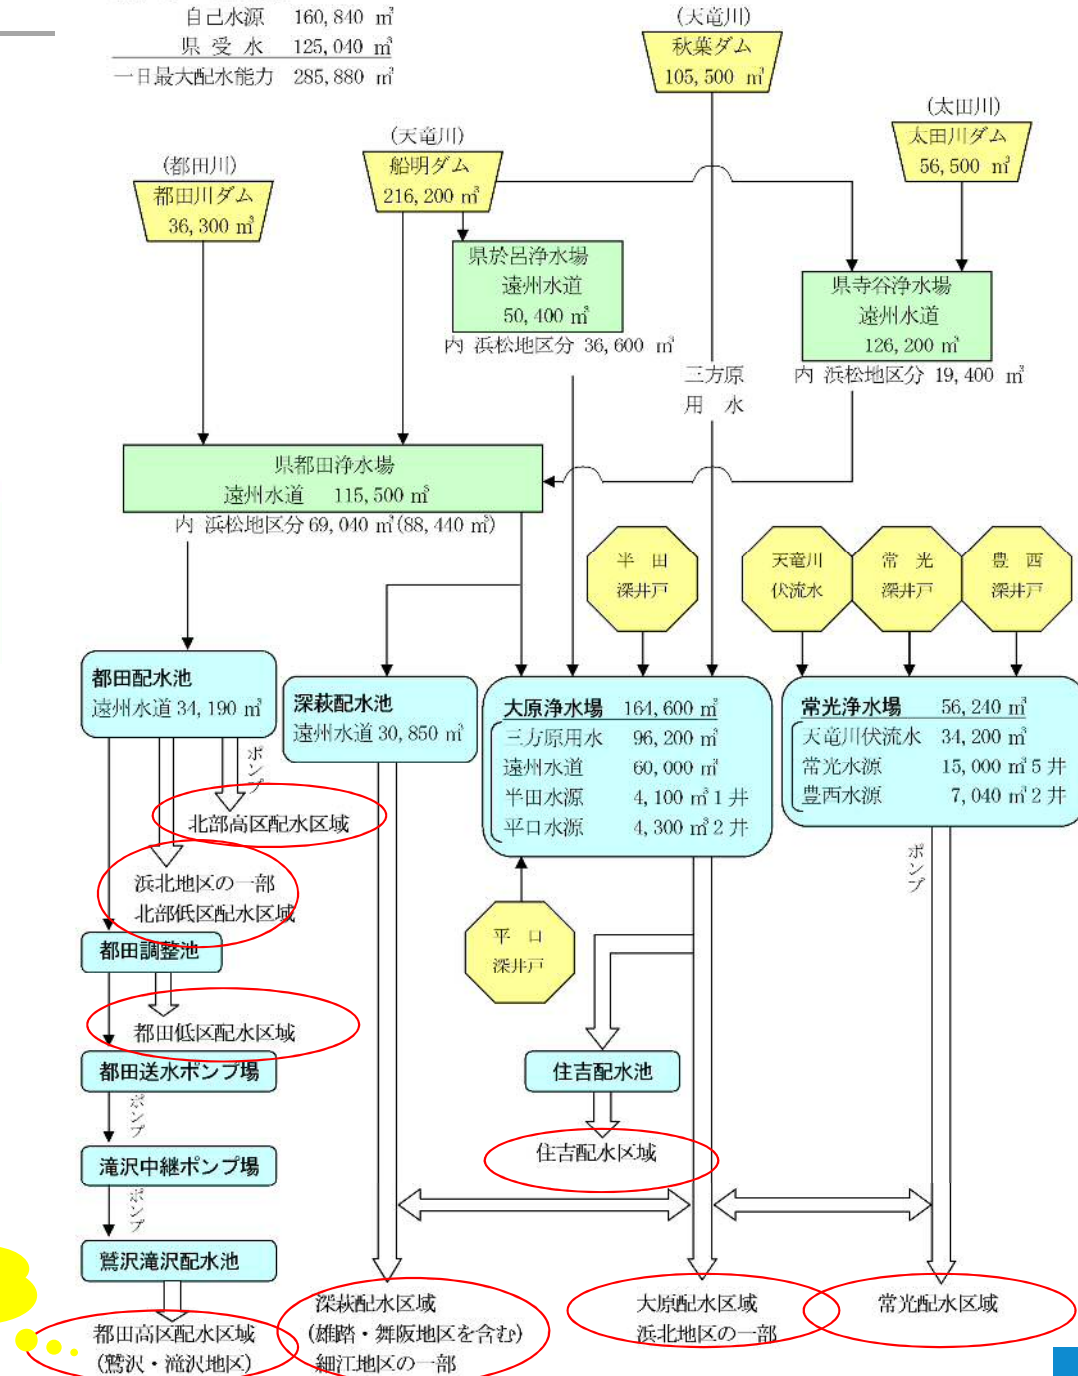 自己水源 160,840 ㎥
県受水 125,040 ㎥
一日最大配水能力 285,880 ㎥
(天竜川)
秋葉ダム
105,500 ㎥
(太田川)
太田川ダム
56,500 ㎥
(天竜川)
船明ダム
216,200 ㎥
(都田川)
都田川ダム
36,300 ㎥
県於呂浄水場
遠州水道
50,400 ㎥
内 浜松地区分 36,600 ㎥
県寺谷浄水場
遠州水道
126,200 ㎥
内 浜松地区分 19,400 ㎥
三方原
用 水
県都田浄水場
遠州水道 115,500 ㎥
内 浜松地区分 69,040 ㎥(88,440 ㎥)
半 田
深井戸
天竜川
伏流水
常 光
深井戸
豊 西
深井戸
都田配水池
遠州水道 34,190 ㎥
深萩配水池
遠州水道 30,850 ㎥
大原浄水場 164,600 ㎥
三方原用水 96,200 ㎥
遠州水道 60,000 ㎥
半田水源 4,100 ㎥ 1 井
平口水源 4,300 ㎥ 2 井
常光浄水場 56,240 ㎥
天竜川伏流水 34,200 ㎥
常光水源 15,000 ㎥ 5 井
豊西水源 7,040 ㎥ 2 井
ポンプ
北部高区配水区域
浜北地区の一部
北部低区配水区域
ポンプ
平 口
深井戸
都田調整池
都田低区配水区域
都田送水ポンプ場
住吉配水池
ポンプ
住吉配水区域
滝沢中継ポンプ場
ポンプ
鷲沢滝沢配水池
都田高区配水区域
(鷲沢・滝沢地区)
深萩配水区域
(雄踏・舞阪地区を含む)
細江地区の一部
大原配水区域
浜北地区の一部
常光配水区域